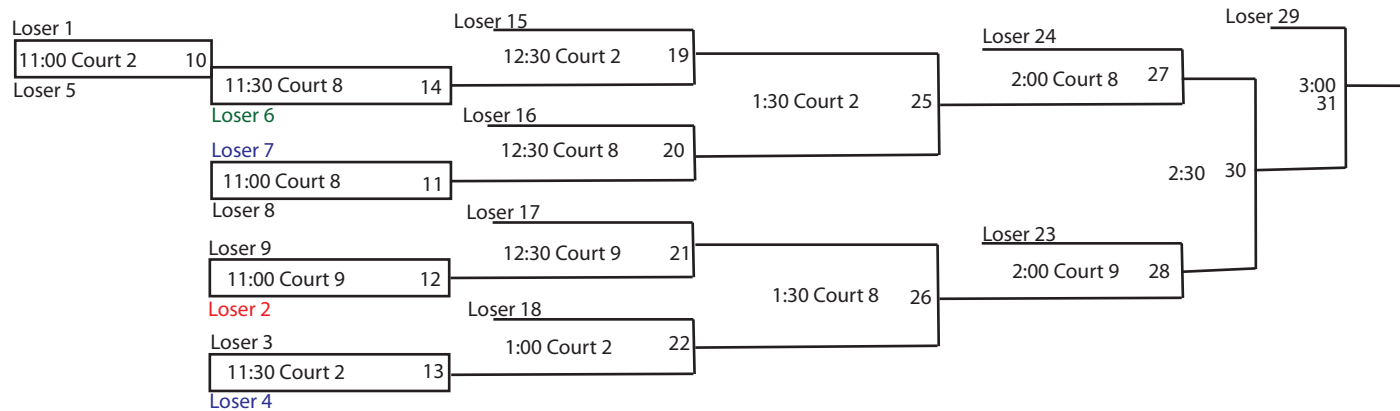 Loser 1
11:00 Court 2 10
Loser 5
11:30 Court 8 14
Loser 6
Loser 7
11:00 Court 8 11
Loser 8
Loser 9
11:00 Court 9 12
Loser 2
Loser 3
11:30 Court 2 13
Loser 4
Loser 15
12:30 Court 2 19
Loser 16
12:30 Court 8 20
Loser 17
12:30 Court 9 21
Loser 18
1:00 Court 2 22
1:30 Court 2 25
1:30 Court 8 26
Loser 24
2:00 Court 8 27
Loser 23
2:00 Court 9 28
2:30 30
Loser 29
3:00
31